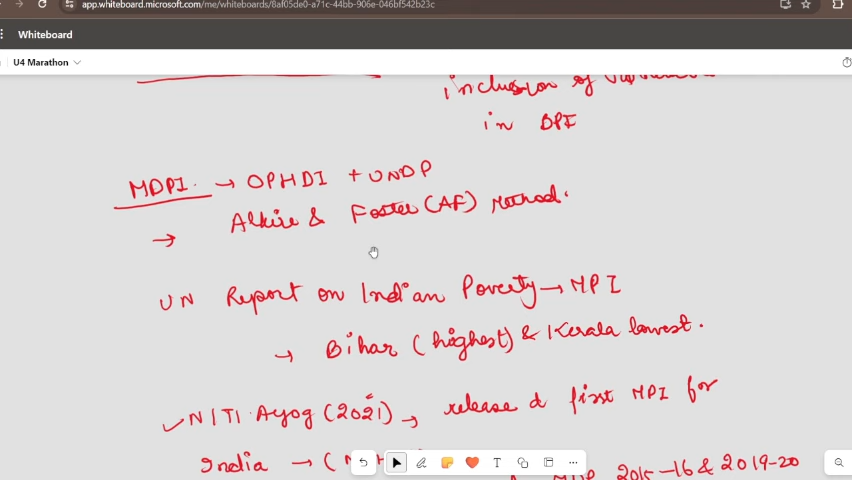 app.whiteboard.microsoft.com/me/whiteboards/8af05de0-a71c-44bb-906e-046bf542b23c
Whiteboard
U4 Marathon
inclusion of
in BPI
MDPI. → OPHDI + UNDP
→ Alkire & Foster (AF) method.
UN Report on Indian Poverty → MPI
→ Bihar (highest) & Kerala lowest.
✓ NITI Ayog (2021) → released first MPI for
India → (
2015-16 & 2019-20